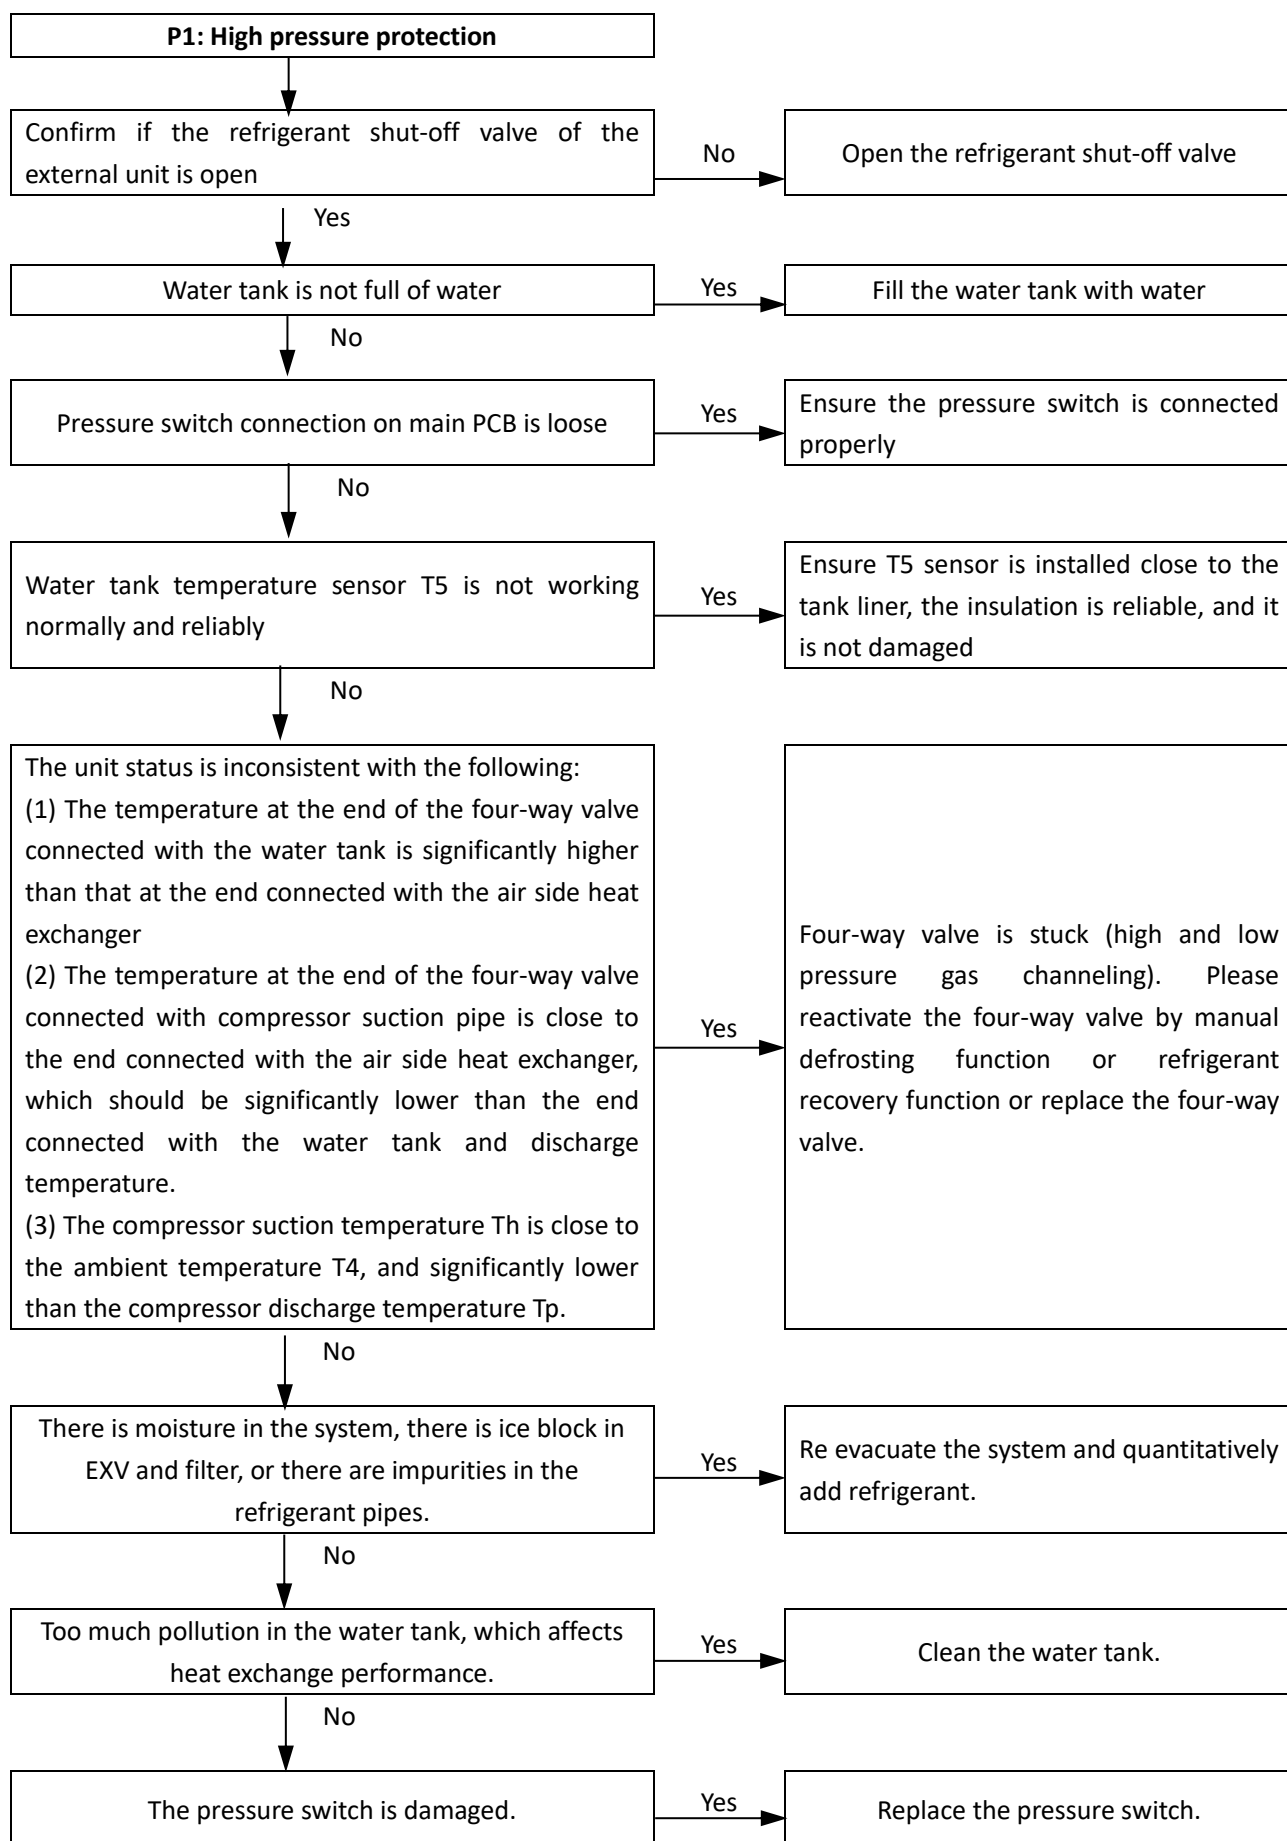 P1: High pressure protection
Confirm if the refrigerant shut-off valve of the
external unit is open
No
Open the refrigerant shut-off valve
Yes
Water tank is not full of water
Yes
Fill the water tank with water
No
Pressure switch connection on main PCB is loose
Yes
Ensure the pressure switch is connected
properly
No
Water tank temperature sensor T5 is not working
normally and reliably
Yes
Ensure T5 sensor is installed close to the
tank liner, the insulation is reliable, and it
is not damaged
No
The unit status is inconsistent with the following:
(1) The temperature at the end of the four-way valve
connected with the water tank is significantly higher
than that at the end connected with the air side heat
exchanger
(2) The temperature at the end of the four-way valve
connected with compressor suction pipe is close to
the end connected with the air side heat exchanger,
which should be significantly lower than the end
connected with the water tank and discharge
temperature.
(3) The compressor suction temperature Th is close to
the ambient temperature T4, and significantly lower
than the compressor discharge temperature Tp.
Yes
Four-way valve is stuck (high and low
pressure gas channeling). Please
reactivate the four-way valve by manual
defrosting function or refrigerant
recovery function or replace the four-way
valve.
No
There is moisture in the system, there is ice block in
EXV and filter, or there are impurities in the
refrigerant pipes.
Yes
Re evacuate the system and quantitatively
add refrigerant.
No
Too much pollution in the water tank, which affects
heat exchange performance.
Yes
Clean the water tank.
No
The pressure switch is damaged.
Yes
Replace the pressure switch.